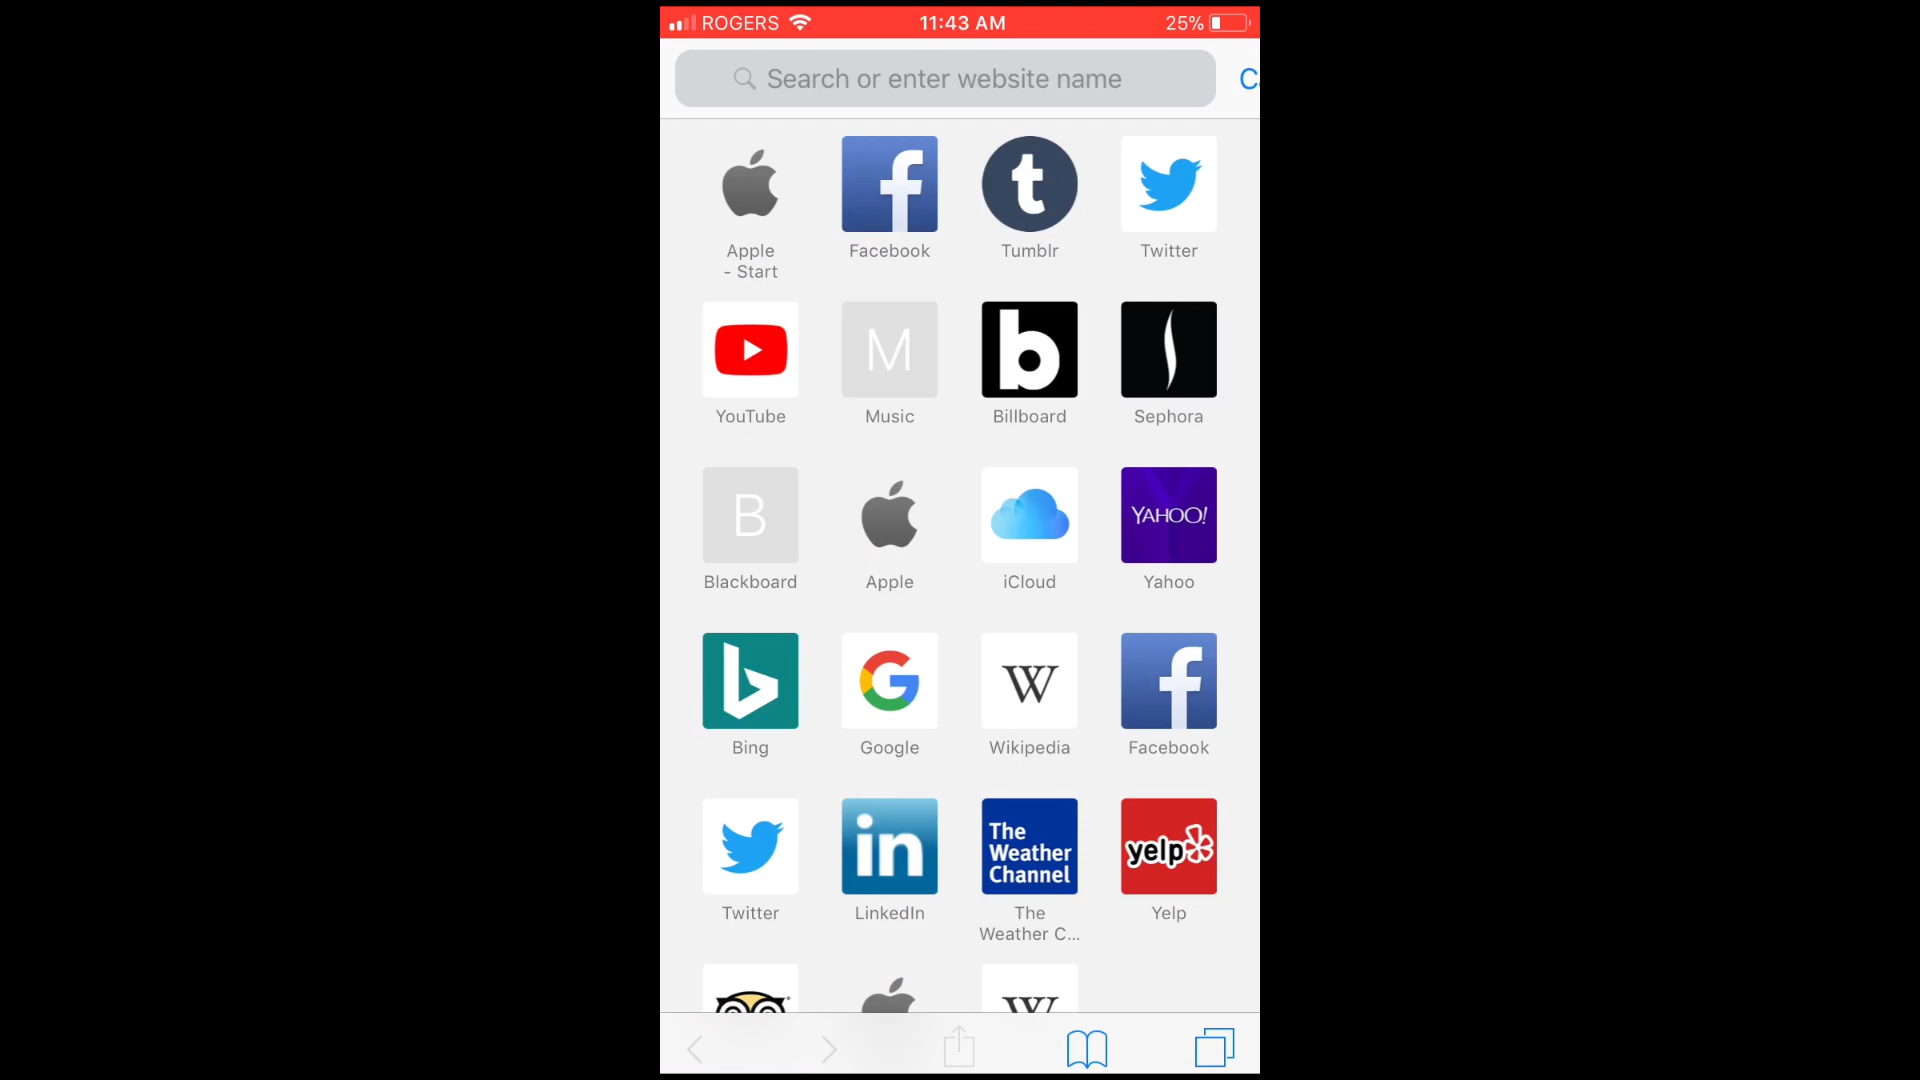 ROGERS 11:43 AM 25%
Search or enter website name C
f t
Apple Facebook Tumblr Twitter
- Start
M b
YouTube Music Billboard Sephora
B YAHOO!
Blackboard Apple iCloud Yahoo
b G W f
Bing Google Wikipedia Facebook
in The
Weather
Channel
yelp
Twitter LinkedIn The Yelp
Weather C...
W